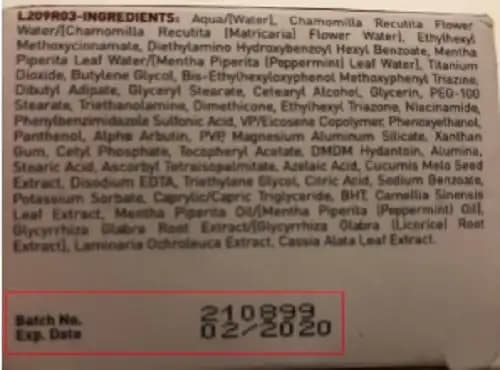 L209R03-INGREDIENTS: Aqua/[Water], Chamomilla Recutita Flower
Water/[Chamomilla Recutita [Matricaria] Flower Water], Ethylhexyl
Methoxycinnamate, Diethylamino Hydroxybenzoyl Hexyl Benzoate, Mentha
Piperita Leaf Water/[Mentha Piperita [Peppermint] Leaf Water], Titanium
Dioxide, Butylene Glycol, Bis-Ethylhexyloxyphenol Methoxyphenyl Triazine,
Dibutyl Adipate, Glyceryl Stearate, Cetearyl Alcohol, Glycerin, PEG-100
Stearate, Triethanolamine, Dimethicone, Ethylhexyl Triazone, Niacinamide,
Phenylbenzimidazole Sulfonic Acid, VP/Eicosene Copolymer, Phenoxyethanol,
Panthenol, Alpha Arbutin, PVP, Magnesium Aluminum Silicate, Xanthan
Gum, Cetyl Phosphate, Tocopheryl Acetate, DMDM Hydantoin, Alumina,
Stearic Acid, Ascorbyl Tetraisopalmitate, Azelaic Acid, Cucumis Melo Seed
Extract, Disodium EDTA, Triethylene Glycol, Citric Acid, Sodium Benzoate,
Potassium Sorbate, Caprylic/Capric Triglyceride, BHT, Camellia Sinensis
Leaf Extract, Mentha Piperita Oil/[Mentha Piperita [Peppermint] Oil],
Glycyrrhiza Glabra Root Extract/[Glycyrrhiza Glabra [Licorice] Root
Extract], Laminaria Ochroleuca Extract, Cassia Alata Leaf Extract.
Batch No. 210899
Exp. Date 02/2020